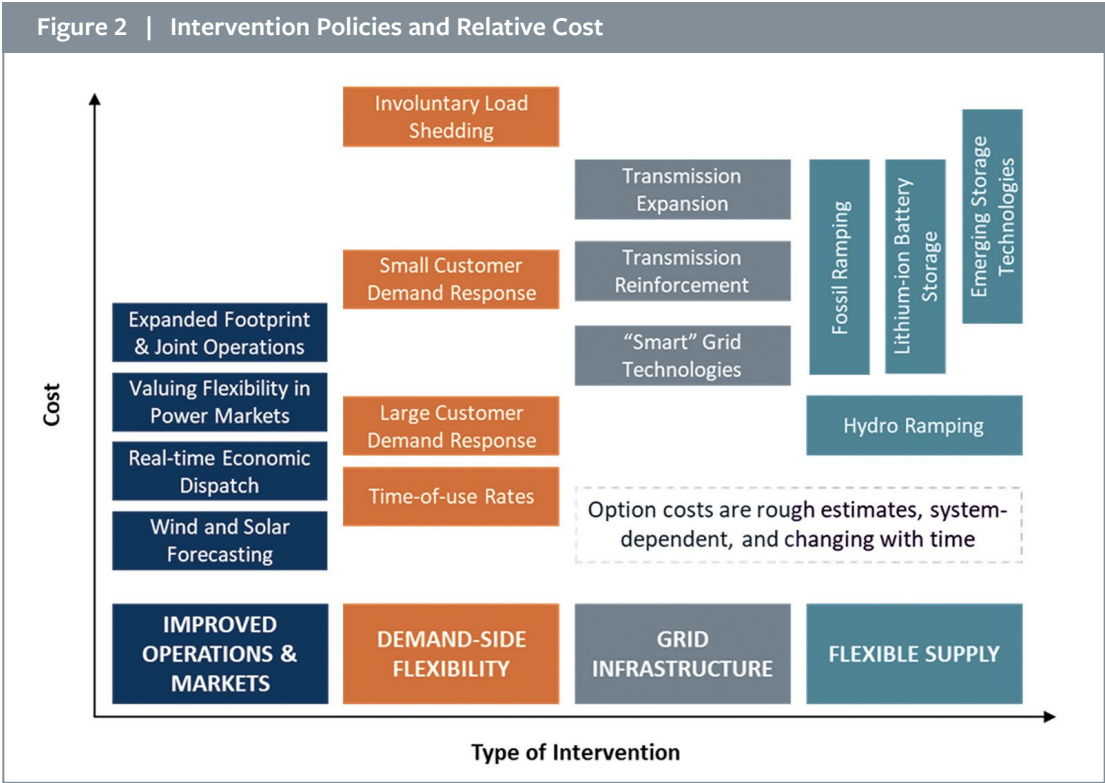 Figure 2 | Intervention Policies and Relative Cost
Cost
Expanded Footprint
& Joint Operations
Valuing Flexibility in
Power Markets
Real-time Economic
Dispatch
Wind and Solar
Forecasting
IMPROVED
OPERATIONS &
MARKETS
Involuntary Load
Shedding
Small Customer
Demand Response
Large Customer
Demand Response
Time-of-use Rates
DEMAND-SIDE
FLEXIBILITY
Transmission
Expansion
Transmission
Reinforcement
“Smart” Grid
Technologies
GRID
INFRASTRUCTURE
Fossil Ramping
Lithium-ion Battery
Storage
Emerging Storage
Technologies
Hydro Ramping
Option costs are rough estimates, system-
dependent, and changing with time
FLEXIBLE SUPPLY
Type of Intervention